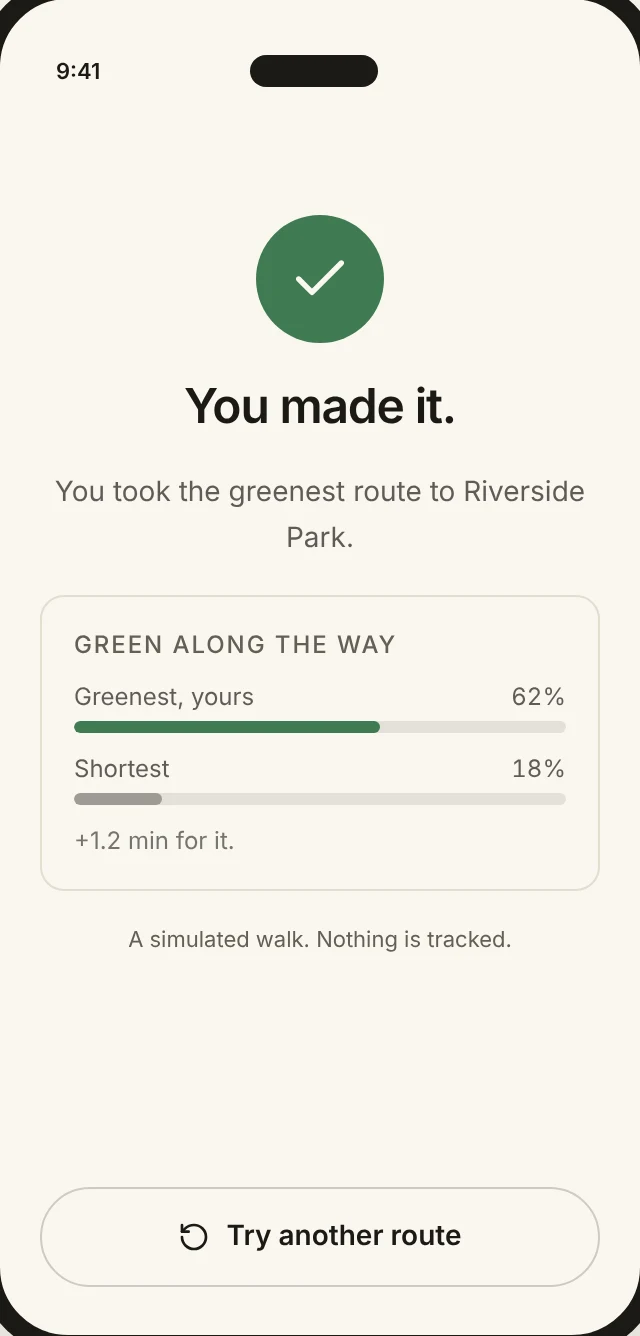 9:41
You made it.
You took the greenest route to Riverside
Park.
GREEN ALONG THE WAY
Greenest, yours 62%
Shortest 18%
+1.2 min for it.
A simulated walk. Nothing is tracked.
Try another route